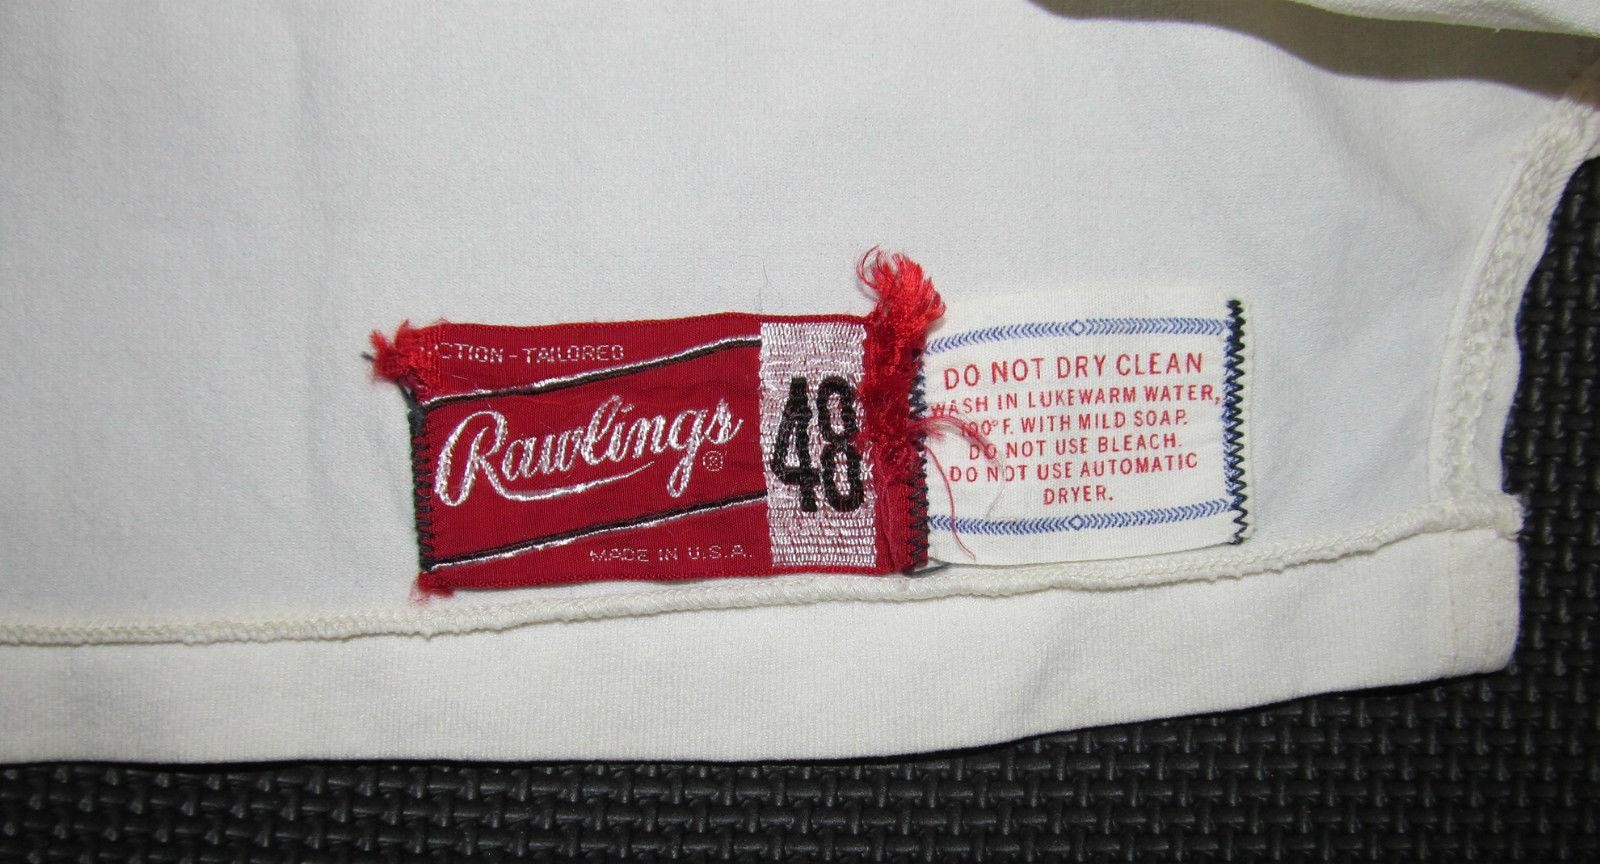 CTION-TAILORED
Rawlings®
48
MADE IN U.S.A.
DO NOT DRY CLEAN
WASH IN LUKEWARM WATER,
100°F. WITH MILD SOAP.
DO NOT USE BLEACH.
DO NOT USE AUTOMATIC
DRYER.